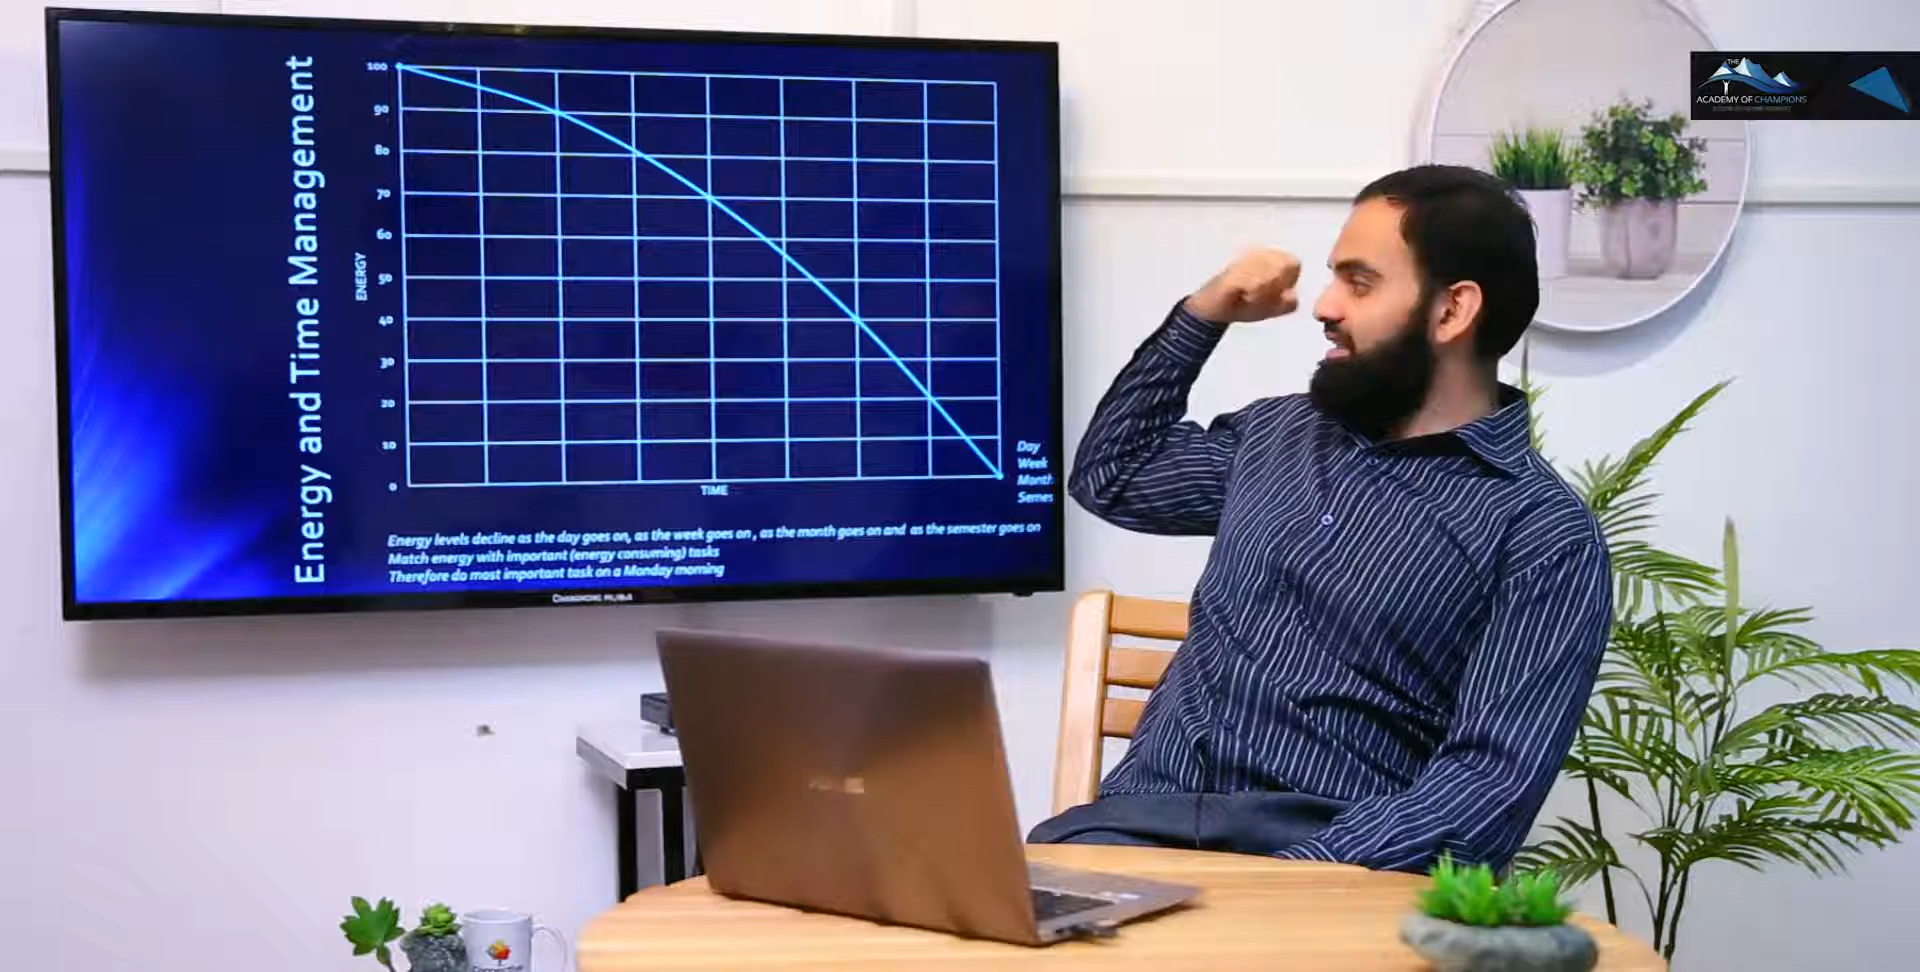 Energy and Time Management
100
90
80
70
60
50
40
30
20
10
0
ENERGY
TIME
Day
Week
Month
Semes
Energy levels decline as the day goes on, as the week goes on , as the month goes on and as the semester goes on
Match energy with important (energy consuming) tasks
Therefore do most important task on a Monday morning
THE
ACADEMY OF CHAMPIONS